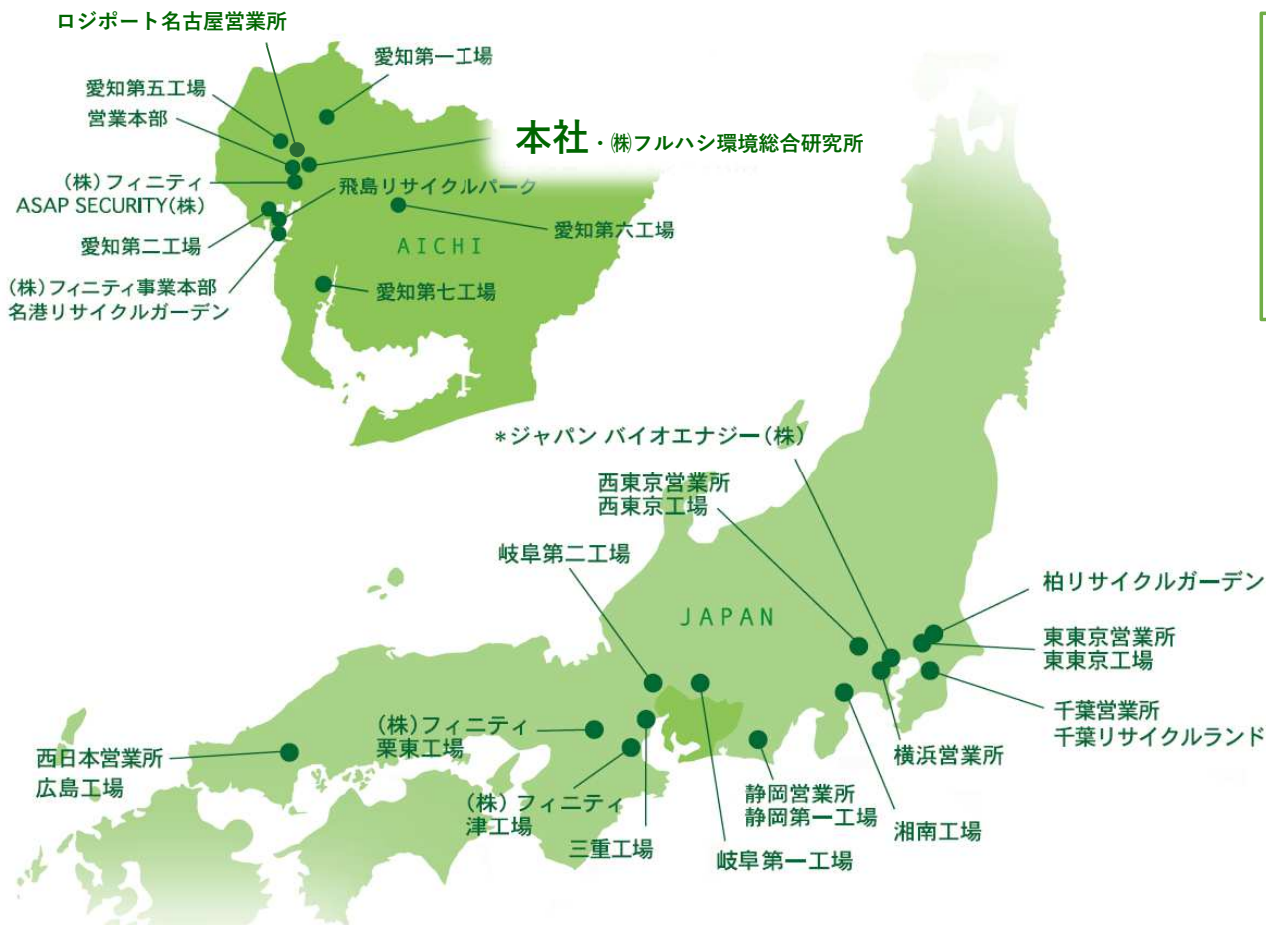 ロジポート名古屋営業所
愛知第一工場
愛知第五工場
営業本部
本社・㈱フルハシ環境総合研究所
(株)フィニティ
ASAP SECURITY(株)
飛島リサイクルパーク
愛知第二工場
愛知第六工場
AICHI
(株)フィニティ事業本部
名港リサイクルガーデン
愛知第七工場
*ジャパン バイオエナジー(株)
西東京営業所
西東京工場
岐阜第二工場
柏リサイクルガーデン
JAPAN
東東京営業所
東東京工場
千葉営業所
千葉リサイクルランド
(株)フィニティ
栗東工場
西日本営業所
広島工場
横浜営業所
(株) フィニティ
津工場
静岡営業所
静岡第一工場
湘南工場
三重工場
岐阜第一工場